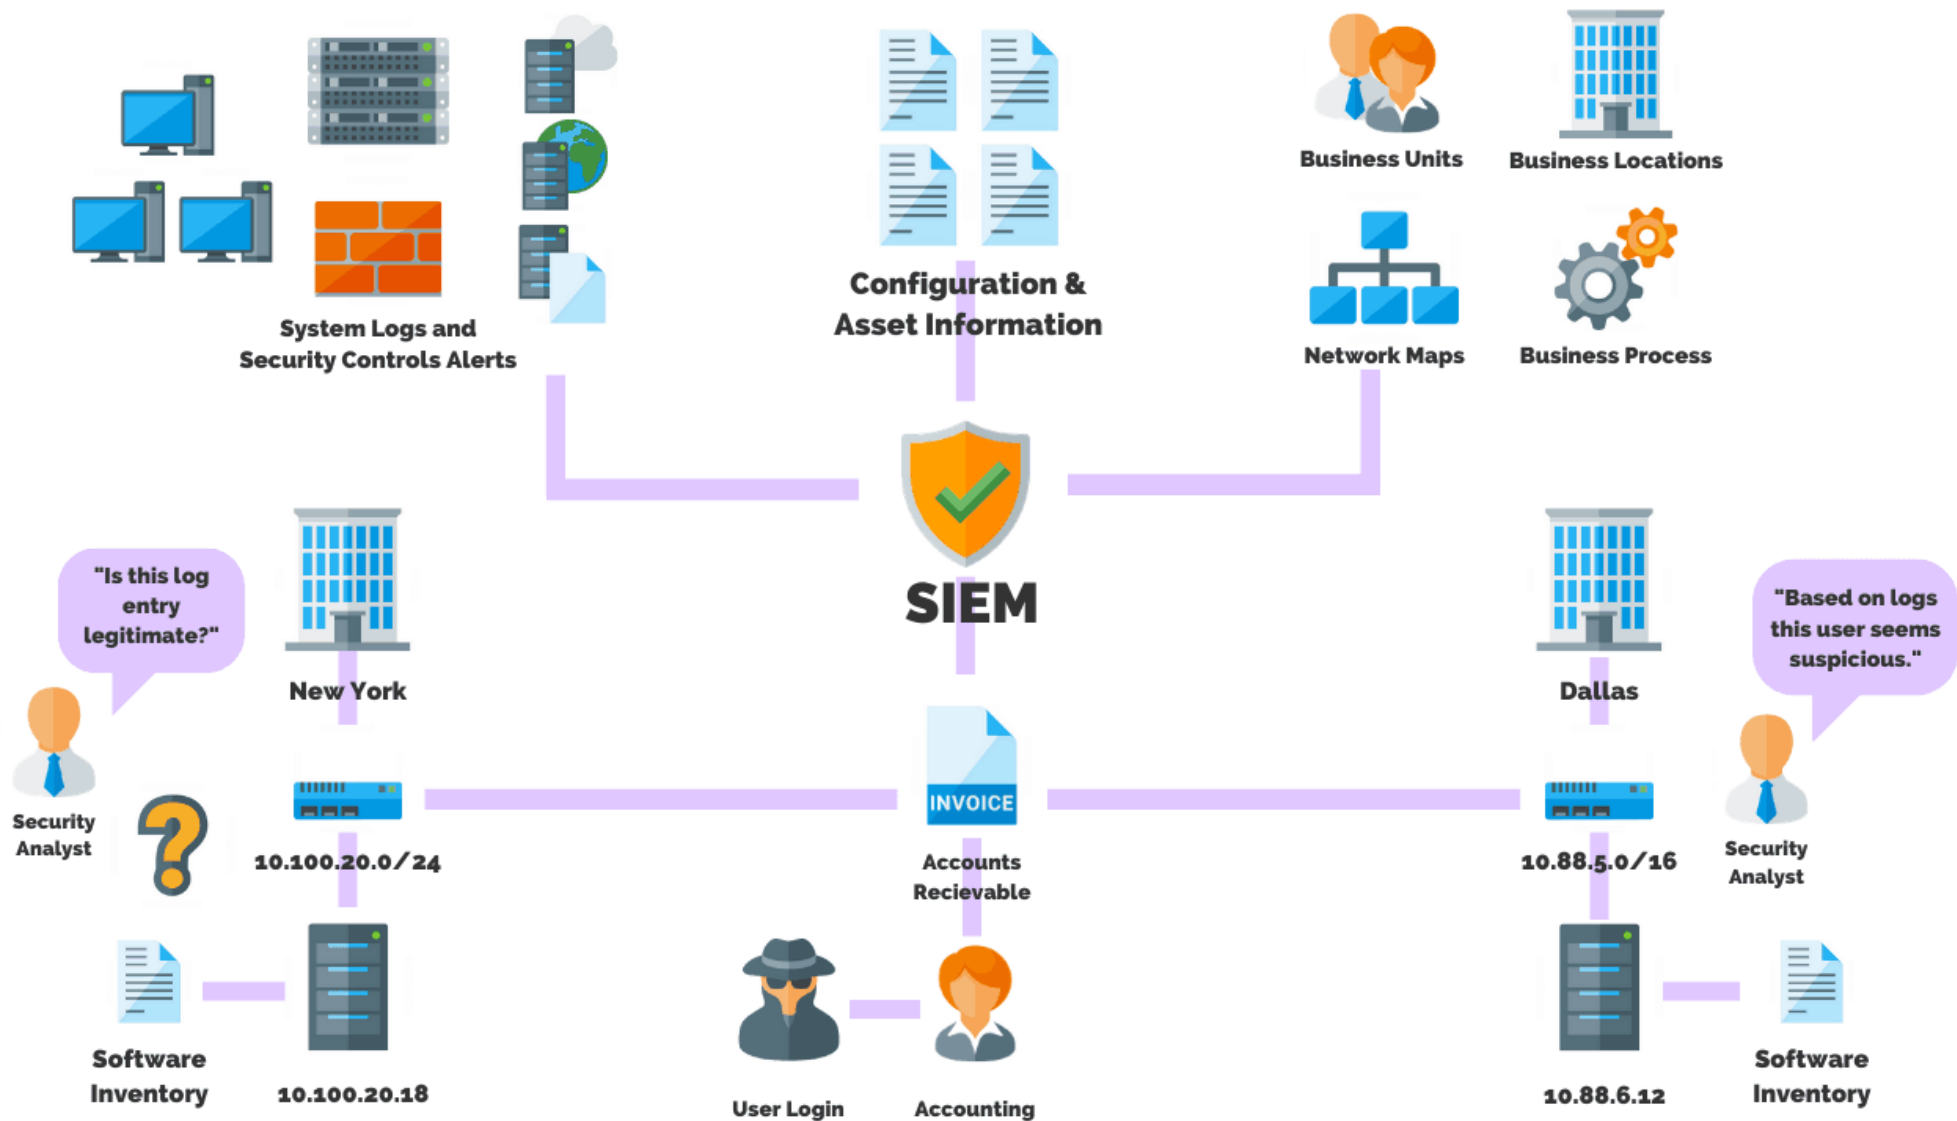 Business Units
Business Locations
System Logs and
Security Controls Alerts
Configuration &
Asset Information
Network Maps
Business Process
SIEM
"Is this log
entry
legitimate?"
New York
Security
Analyst
10.100.20.0/24
Software
Inventory
10.100.20.18
INVOICE
Accounts
Recievable
User Login
Accounting
Dallas
"Based on logs
this user seems
suspicious."
10.88.5.0/16
Security
Analyst
10.88.6.12
Software
Inventory